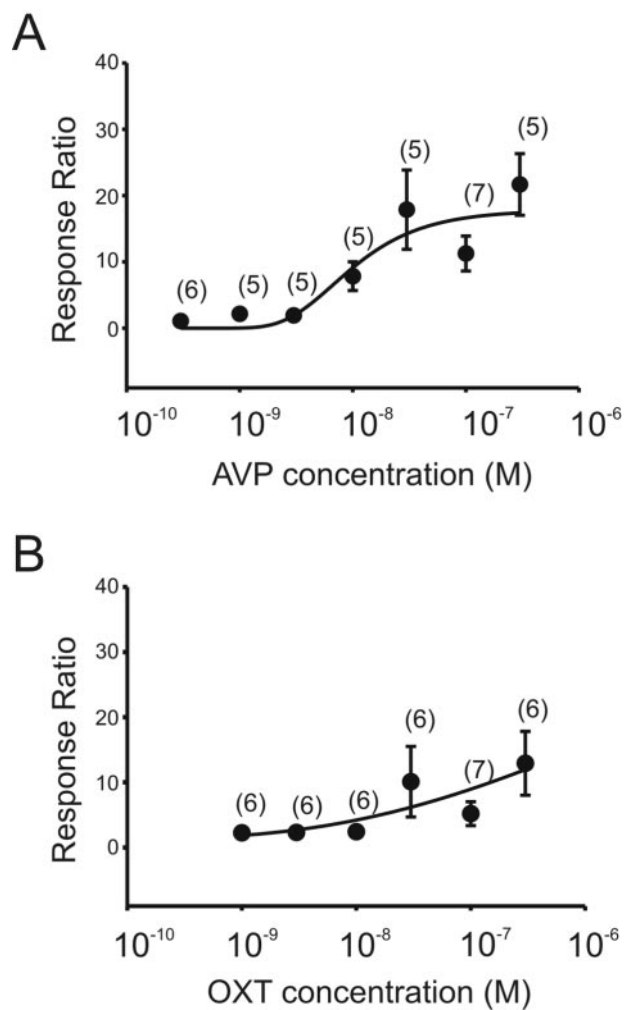 A
40
30
20
10
0
Response Ratio
(6)
(5)
(5)
(5)
(5)
(7)
(5)
10⁻¹⁰ 10⁻⁹ 10⁻⁸ 10⁻⁷ 10⁻⁶
AVP concentration (M)
B
40
30
20
10
0
Response Ratio
(6)
(6)
(6)
(6)
(7)
(6)
10⁻¹⁰ 10⁻⁹ 10⁻⁸ 10⁻⁷ 10⁻⁶
OXT concentration (M)